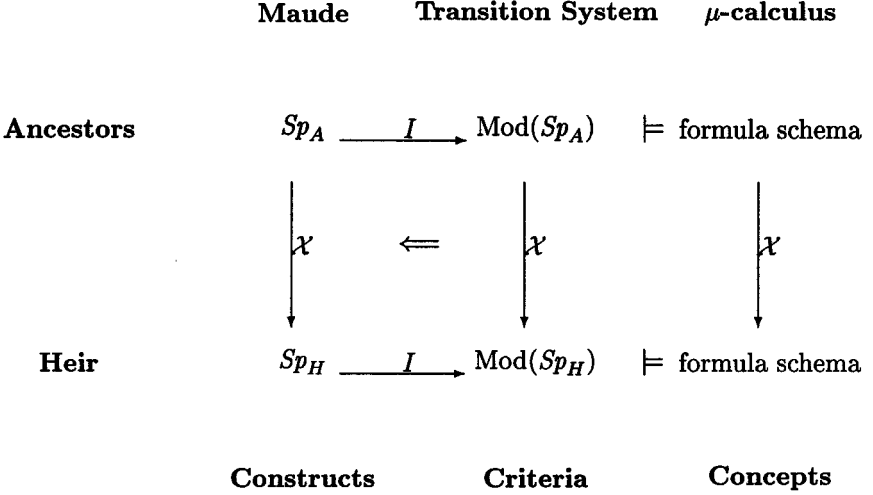 Maude Transition System μ-calculus
Ancestors Sp_A I Mod(Sp_A) ⊨ formula schema
𝒳 ⟸ 𝒳 𝒳
Heir Sp_H I Mod(Sp_H) ⊨ formula schema
Constructs Criteria Concepts